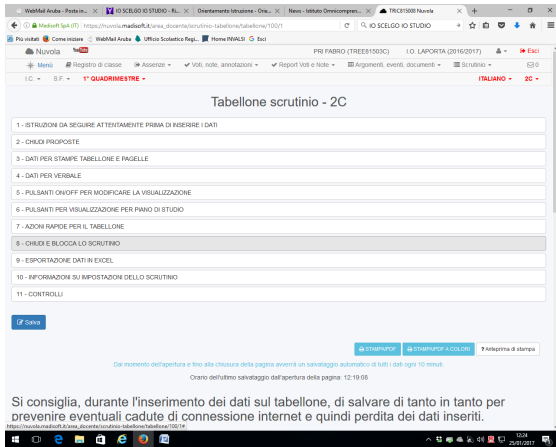 WebMail Aruba - Posta in...
IO SCELGO IO STUDIO - Ri...
WebMail Aruba
Orientamento Istruzione - One...
News - Istituto Omnicompren...
TRIC815008 Nuvola
Madisoft SpA (IT) https://nuvola.madisoft.it/area_docente/scrutinio-tabellone/tabellone/100/1
IO SCELGO IO STUDIO
Più visitati Come iniziare WebMail Aruba Ufficio Scolastico Regi... Home INVALSI Esci
Nuvola YouTube PRI FABRO (TREE81503C) I.O. LAPORTA (2016/2017) Esci
Menù Registro di classe Assenze Voti, note, annotazioni Report Voti e Note Argomenti, eventi, documenti Scrutinio 0
I.C. S.F. 1° QUADRIMESTRE ITALIANO 2C
Tabellone scrutinio - 2C
1 - ISTRUZIONI DA SEGUIRE ATTENTAMENTE PRIMA DI INSERIRE I DATI
2 - CHIUDI PROPOSTE
3 - DATI PER STAMPE TABELLONE E PAGELLE
4 - DATI PER VERBALE
5 - PULSANTI ON/OFF PER MODIFICARE LA VISUALIZZAZIONE
6 - PULSANTI PER VISUALIZZAZIONE PER PIANO DI STUDIO
7 - AZIONI RAPIDE PER IL TABELLONE
8 - CHIUDI E BLOCCA LO SCRUTINIO
9 - ESPORTAZIONE DATI IN EXCEL
10 - INFORMAZIONI SU IMPOSTAZIONI DELLO SCRUTINIO
11 - CONTROLLI
Salva
STAMPA/PDF STAMPA/PDF A COLORI ? Anteprima di stampa
Dal momento dell'apertura e fino alla chiusura della pagina avverrà un salvataggio automatico di tutti i dati ogni 10 minuti.
Orario dell'ultimo salvataggio dall'apertura della pagina: 12:19:08
Si consiglia, durante l'inserimento dei dati sul tabellone, di salvare di tanto in tanto per
prevenire eventuali cadute di connessione internet e quindi perdita dei dati inseriti.
https://nuvola.madisoft.it/area_docente/scrutinio-tabellone/tabellone/100/1#
12:24
25/01/2017